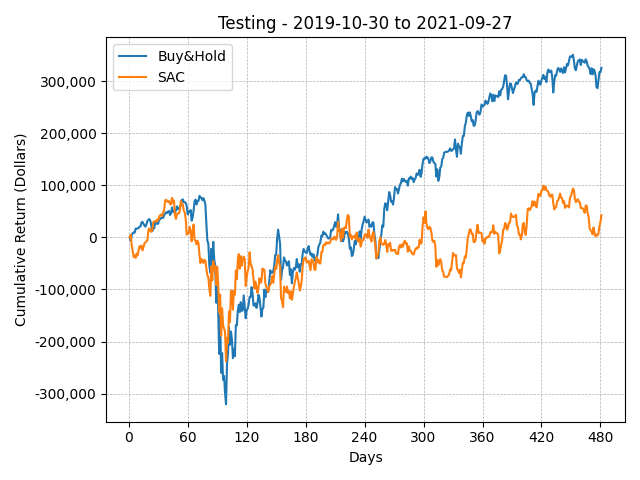 Testing - 2019-10-30 to 2021-09-27
Buy&Hold
SAC
Cumulative Return (Dollars)
300,000
200,000
100,000
0
-100,000
-200,000
-300,000
0 60 120 180 240 300 360 420 480
Days